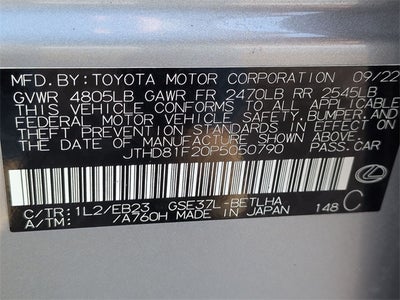 MFD.BY: TOYOTA MOTOR CORPORATION 09/22
GVWR 4805LB GAWR FR 2470LB RR 2545LB
THIS VEHICLE CONFORMS TO ALL APPLICABLE
FEDERAL MOTOR VEHICLE SAFETY, BUMPER, AND
THEFT PREVENTION STANDARDS IN EFFECT ON THE DATE OF
MANUFACTURE SHOWN ABOVE.
JTHD81F20P5050790 PASS.CAR
C/TR: 1L2/EB23 GSE37L-BETLHA
A/TM: /A760H MADE IN JAPAN 148 C